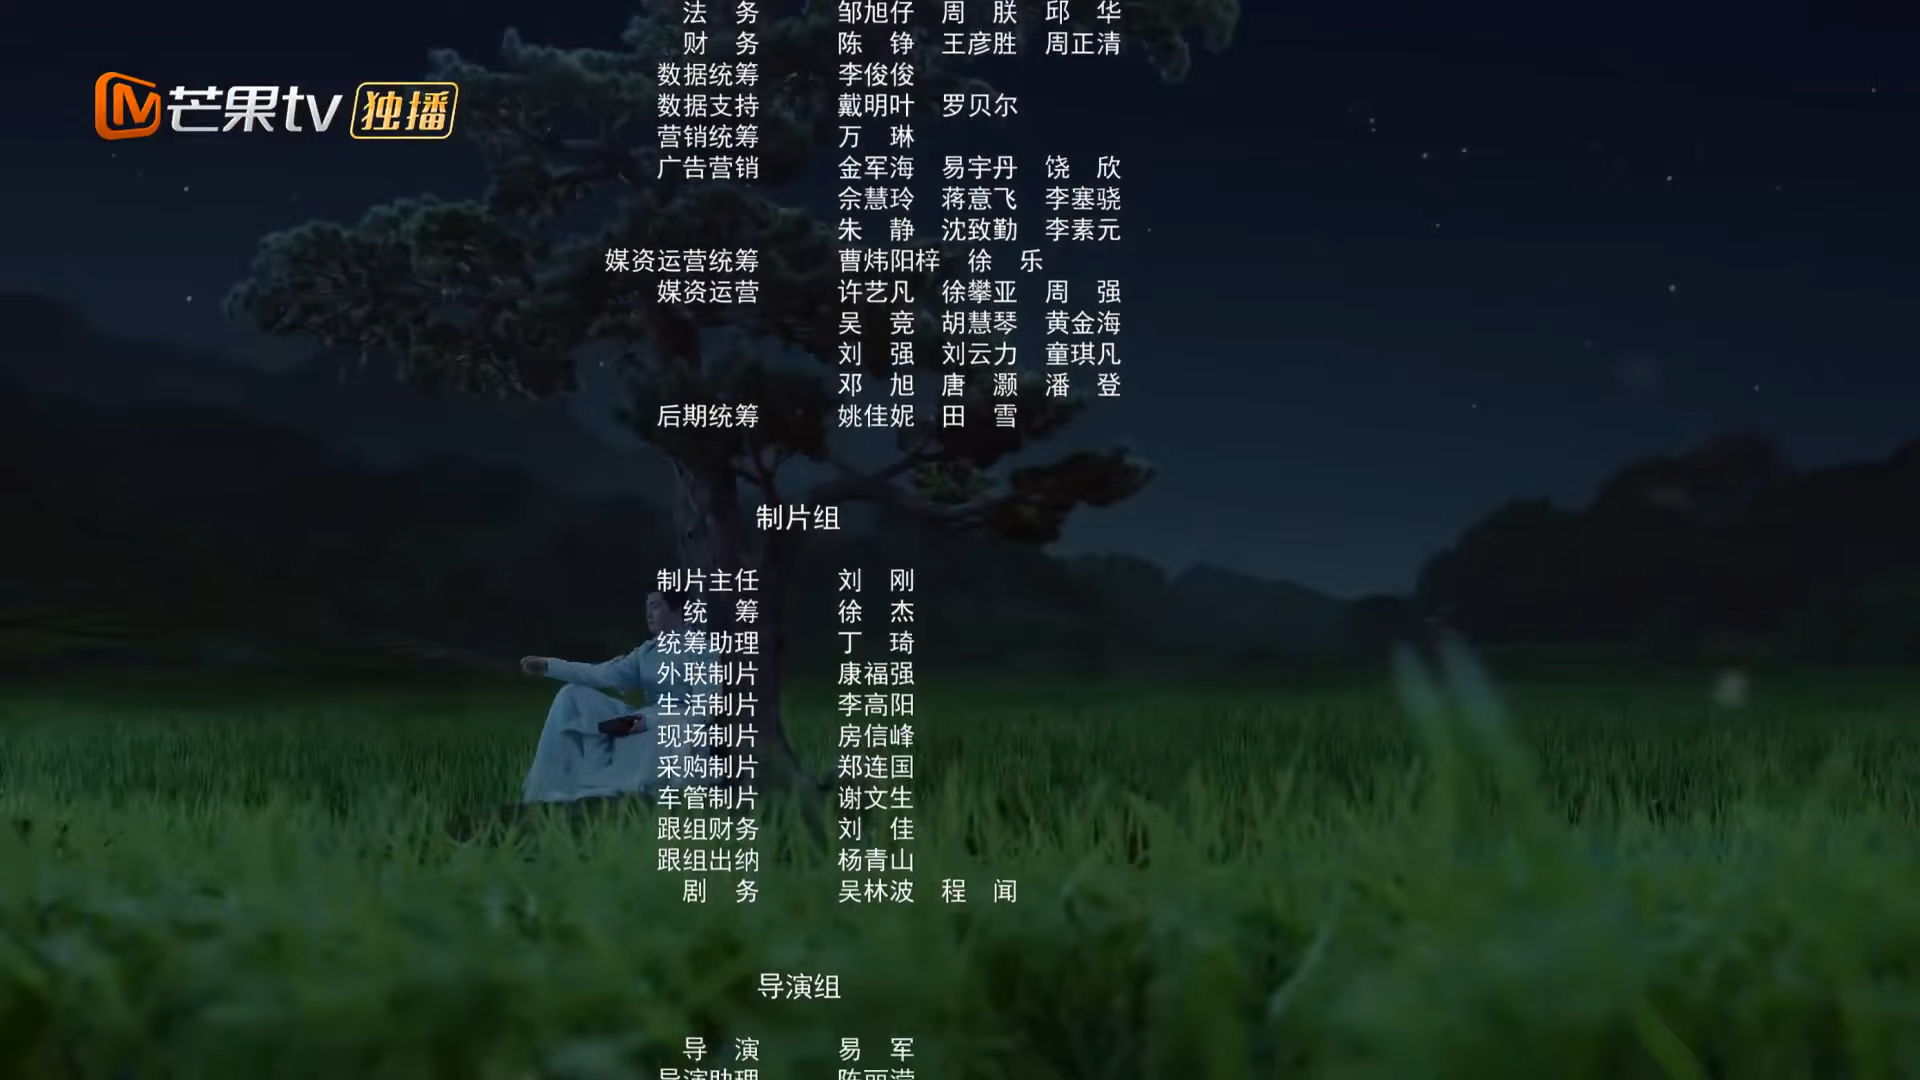 法 务 邹旭仔 周 朕 邱 华
财 务 陈 铮 王彦胜 周正清
数据统筹 李俊俊
芒果tv 独播
数据支持 戴明叶 罗贝尔
营销统筹 万 琳
广告营销 金军海 易宇丹 饶 欣
佘慧玲 蒋意飞 李塞骁
朱 静 沈致勤 李素元
媒资运营统筹 曹炜阳梓 徐 乐
媒资运营 许艺凡 徐攀亚 周 强
吴 竞 胡慧琴 黄金海
刘 强 刘云力 童琪凡
邓 旭 唐 灏 潘 登
后期统筹 姚佳妮 田 雪
制片组
制片主任 刘 刚
统 筹 徐 杰
统筹助理 丁 琦
外联制片 康福强
生活制片 李高阳
现场制片 房信峰
采购制片 郑连国
车管制片 谢文生
跟组财务 刘 佳
跟组出纳 杨青山
剧 务 吴林波 程 闻
导演组
导 演 易 军
导演助理 陈丽滢